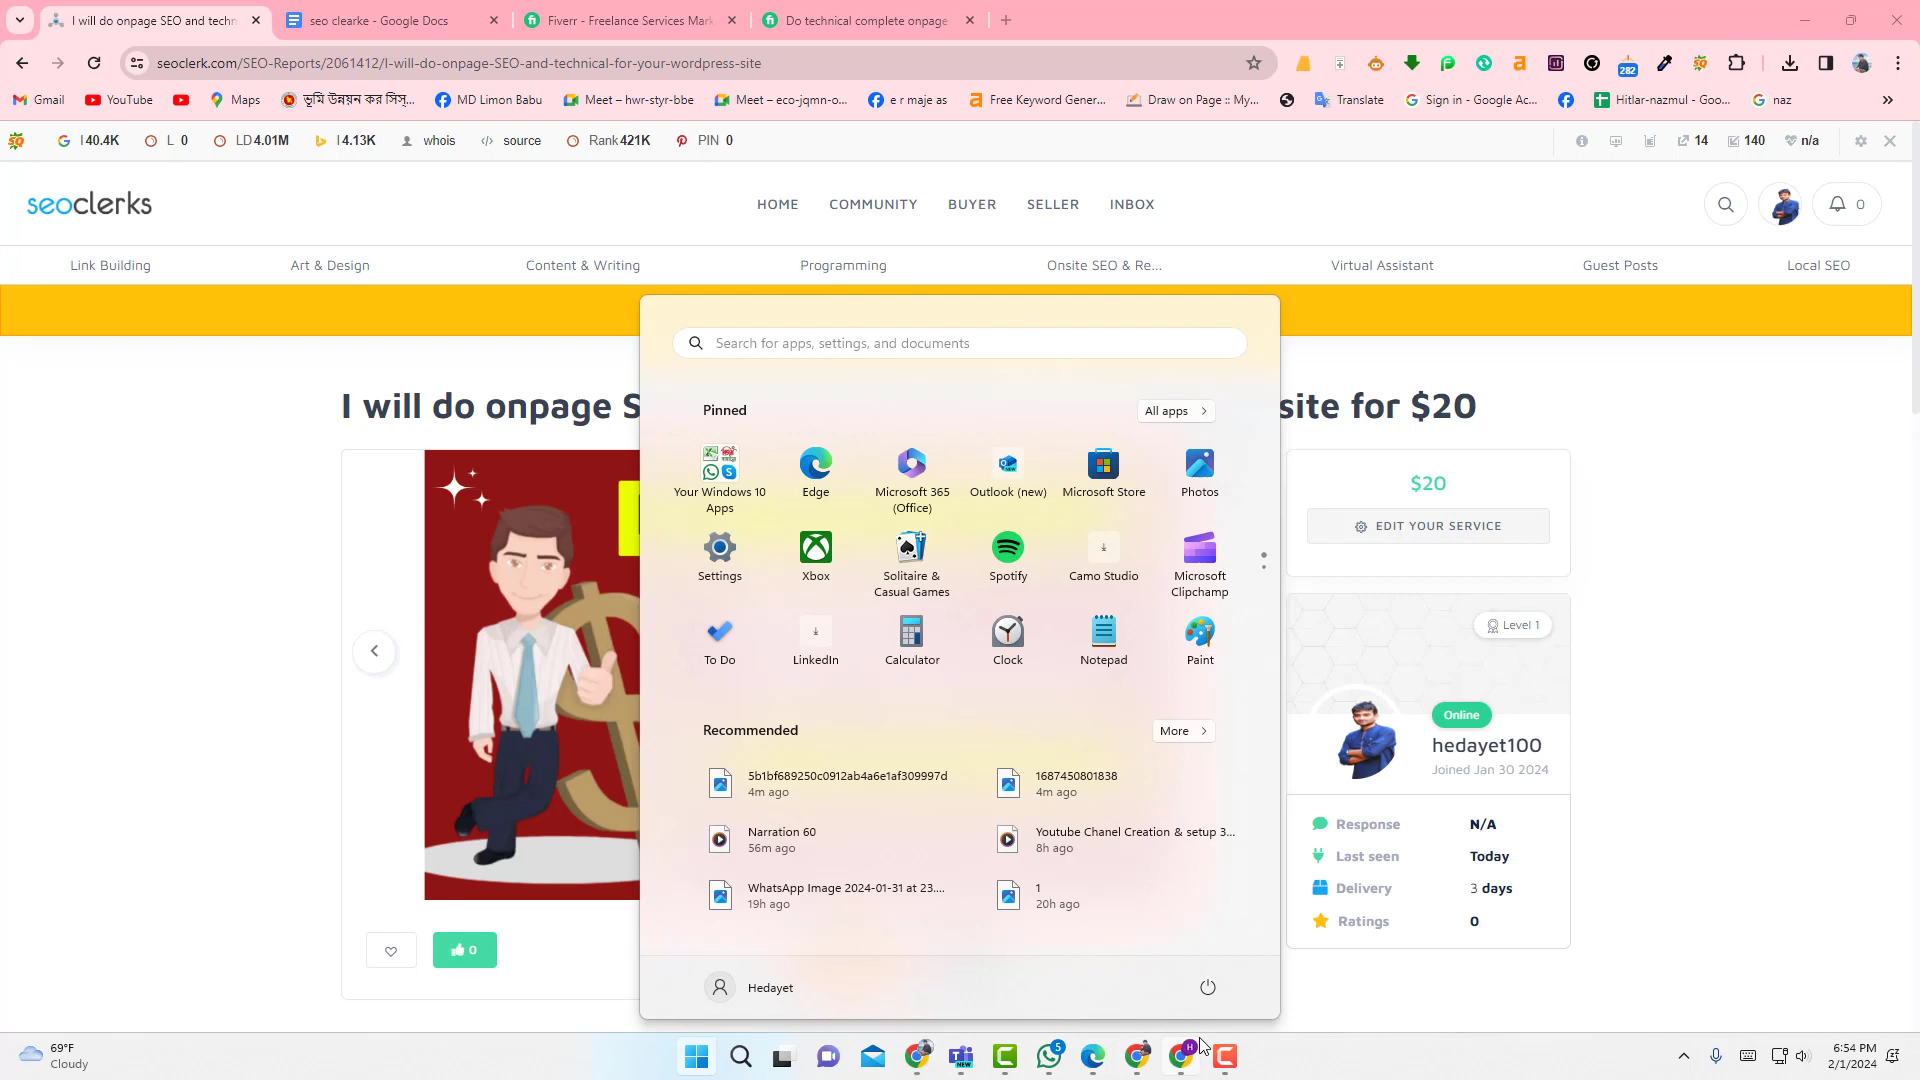 I will do onpage SEO and techn
seo clearke - Google Docs
Fiverr - Freelance Services Mark
Do technical complete onpage
seoclerk.com/SEO-Reports/2061412/I-will-do-onpage-SEO-and-technical-for-your-wordpress-site
282
Gmail
YouTube
Maps
ভূমি উন্নয়ন কর সিস্...
MD Limon Babu
Meet – hwr-styr-bbe
Meet – eco-jqmn-o...
e r maje as
Free Keyword Gener...
Draw on Page :: My...
Translate
Sign in - Google Ac...
Hitlar-nazmul - Goo...
naz
I 40.4K
L 0
LD 4.01M
I 4.13K
whois
source
Rank 421K
PIN 0
14
140
n/a
seoclerks
HOME
COMMUNITY
BUYER
SELLER
INBOX
0
Link Building
Art & Design
Content & Writing
Programming
Onsite SEO & Re...
Virtual Assistant
Guest Posts
Local SEO
Search for apps, settings, and documents
I will do onpage S
site for $20
Pinned
All apps
Your Windows 10 Apps
Edge
Microsoft 365 (Office)
Outlook (new)
Microsoft Store
Photos
Settings
Xbox
Solitaire & Casual Games
Spotify
Camo Studio
Microsoft Clipchamp
To Do
LinkedIn
Calculator
Clock
Notepad
Paint
Recommended
More
5b1bf689250c0912ab4a6e1af309997d
4m ago
1687450801838
4m ago
Narration 60
56m ago
Youtube Chanel Creation & setup 3...
8h ago
WhatsApp Image 2024-01-31 at 23....
19h ago
1
20h ago
Hedayet
$20
EDIT YOUR SERVICE
Level 1
Online
hedayet100
Joined Jan 30 2024
Response N/A
Last seen Today
Delivery 3 days
Ratings 0
0
69°F
Cloudy
NEW
5
H
6:54 PM
2/1/2024